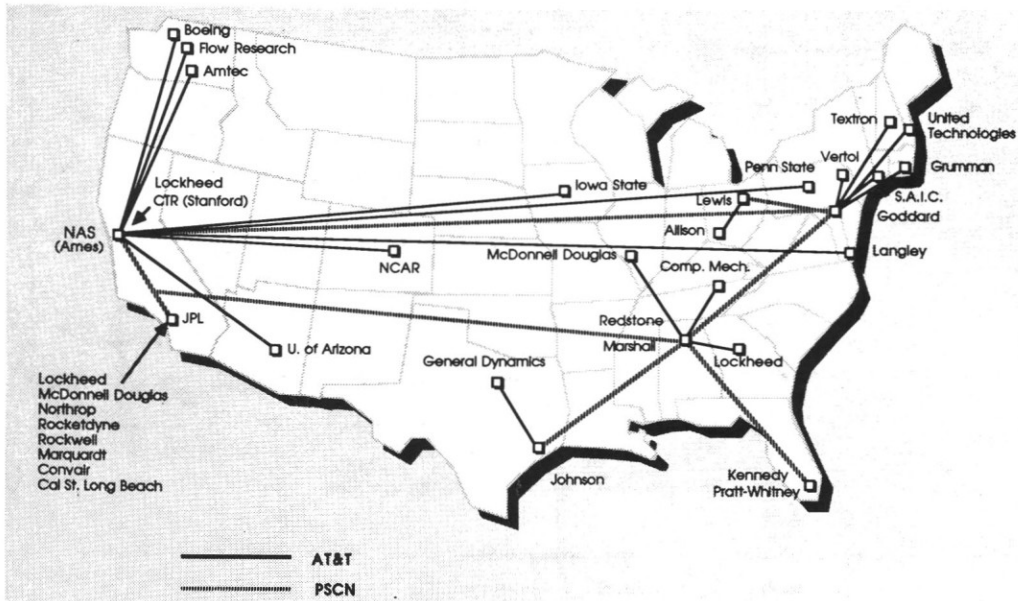 Boeing
Flow Research
Amtec
Textron
United
Technologies
Vertol
Penn State
Grumman
Lockheed
CTR (Stanford)
Iowa State
Lewis
S.A.I.C.
Goddard
NAS
(Ames)
Allison
NCAR
McDonnell Douglas
Langley
Comp. Mech.
JPL
Redstone
Marshall
U. of Arizona
General Dynamics
Lockheed
Lockheed
McDonnell Douglas
Northrop
Rocketdyne
Rockwell
Marquardt
Convair
Cal St. Long Beach
Johnson
Kennedy
Pratt-Whitney
AT&T
PSCN